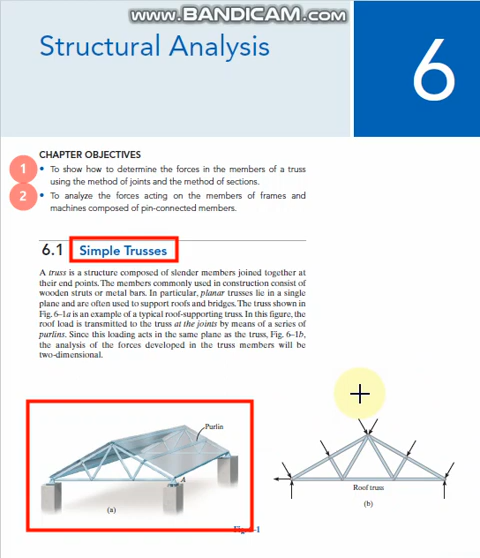 www.BANDICAM.com
Structural Analysis
6
CHAPTER OBJECTIVES
1
• To show how to determine the forces in the members of a truss
using the method of joints and the method of sections.
2
• To analyze the forces acting on the members of frames and
machines composed of pin-connected members.
6.1 Simple Trusses
A truss is a structure composed of slender members joined together at
their end points. The members commonly used in construction consist of
wooden struts or metal bars. In particular, planar trusses lie in a single
plane and are often used to support roofs and bridges. The truss shown in
Fig. 6–1a is an example of a typical roof-supporting truss. In this figure, the
roof load is transmitted to the truss at the joints by means of a series of
purlins. Since this loading acts in the same plane as the truss, Fig. 6–1b,
the analysis of the forces developed in the truss members will be
two-dimensional.
Purlin
A
(a)
Roof truss
(b)